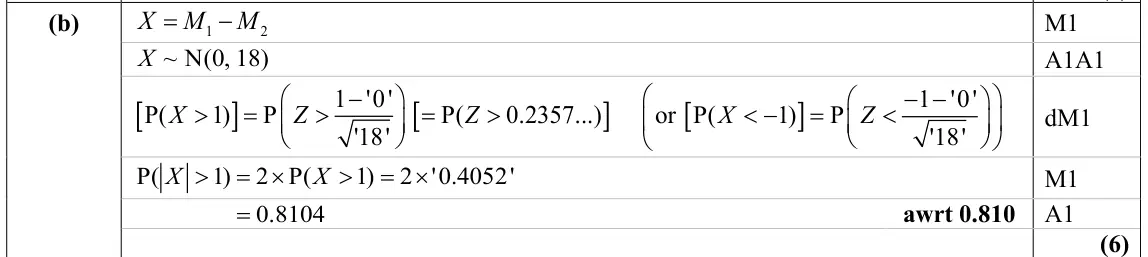 (b) X = M₁ − M₂ M1
X ~ N(0, 18) A1A1
[P(X > 1)] = P(Z > (1 − '0')/√'18') [= P(Z > 0.2357...)] (or [P(X < −1)] = P(Z < (−1 − '0')/√'18')) dM1
P(|X| > 1) = 2 × P(X > 1) = 2 × '0.4052' M1
= 0.8104 awrt 0.810 A1
(6)